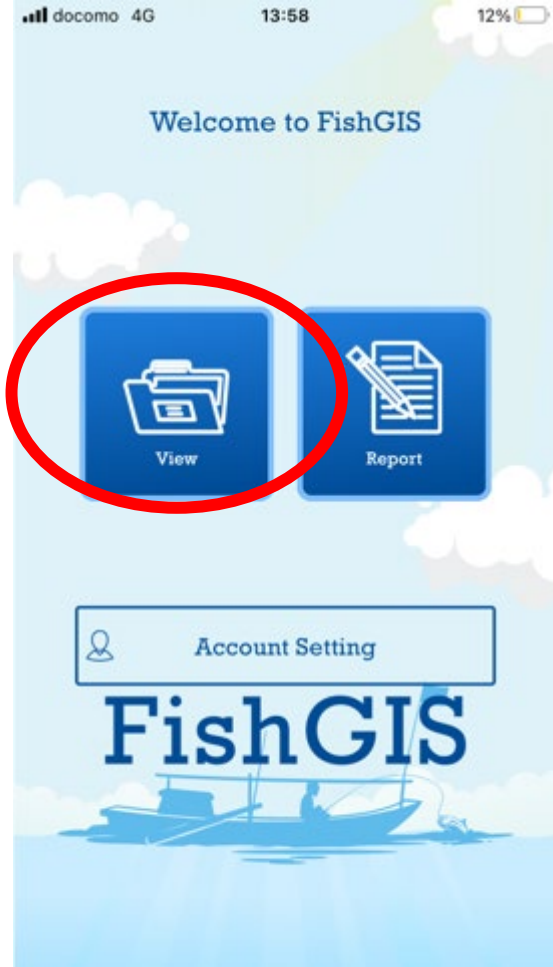 docomo 4G 13:58 12%
Welcome to FishGIS
View Report
Account Setting
FishGIS